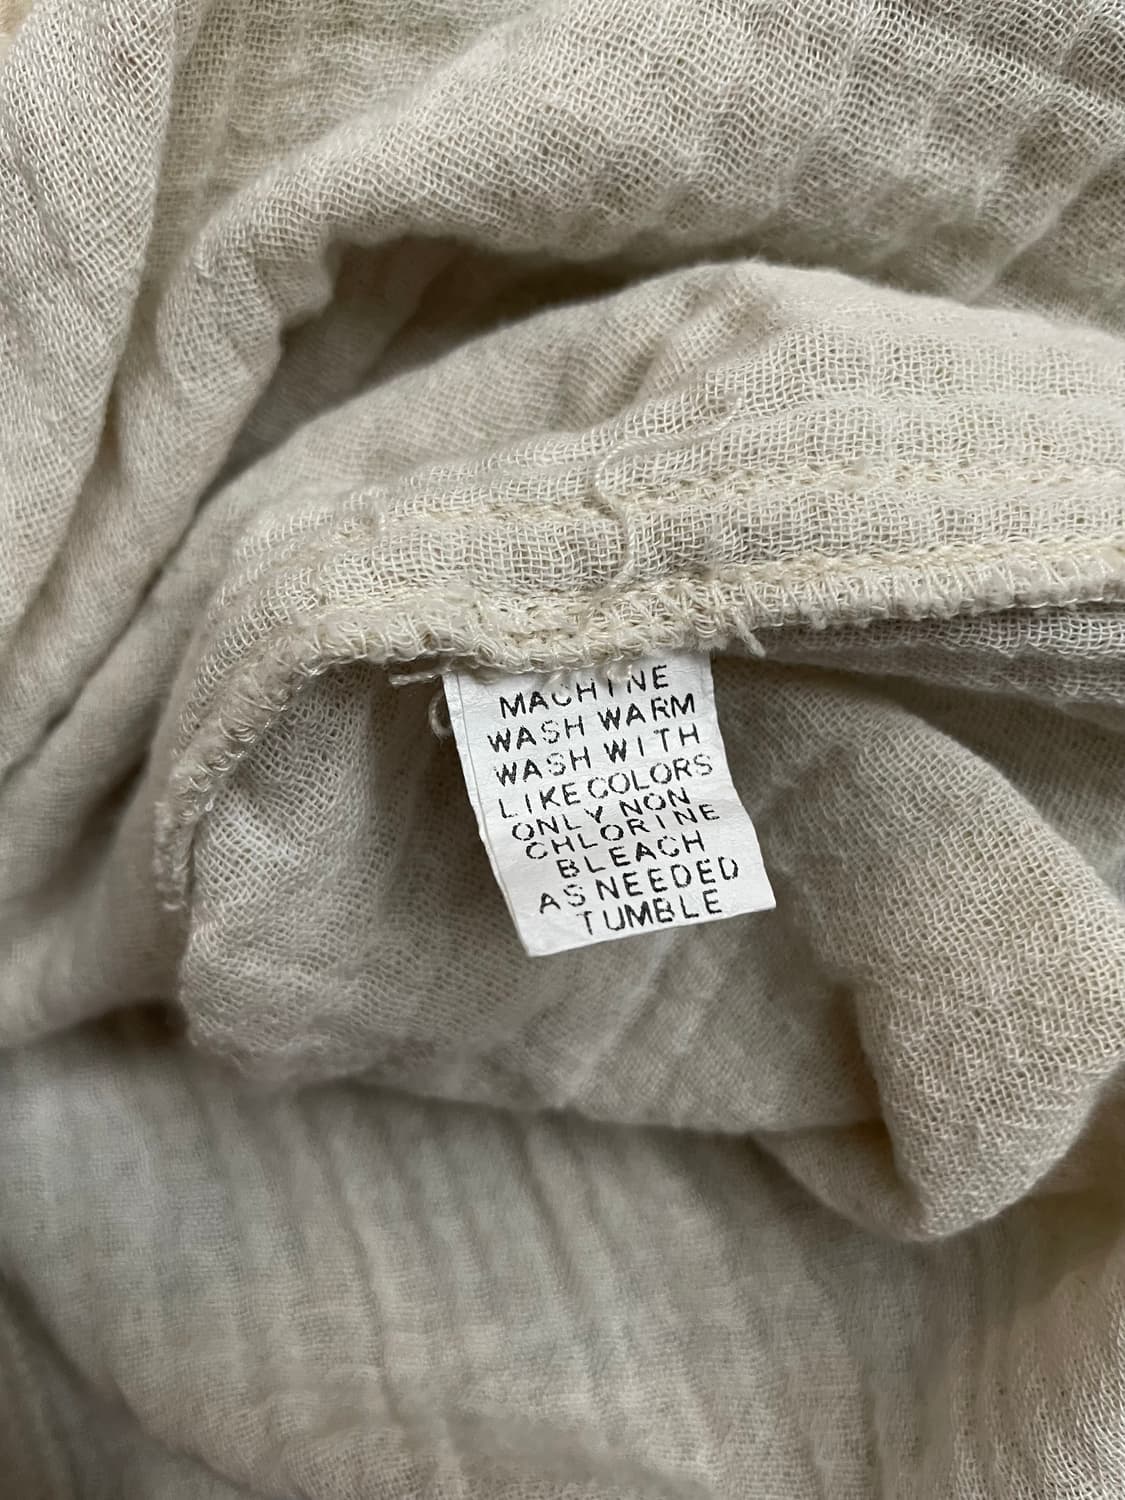 MACHINE
WASH WARM
WASH WITH
LIKE COLORS
ONLY NON
CHLORINE
BLEACH
AS NEEDED
TUMBLE